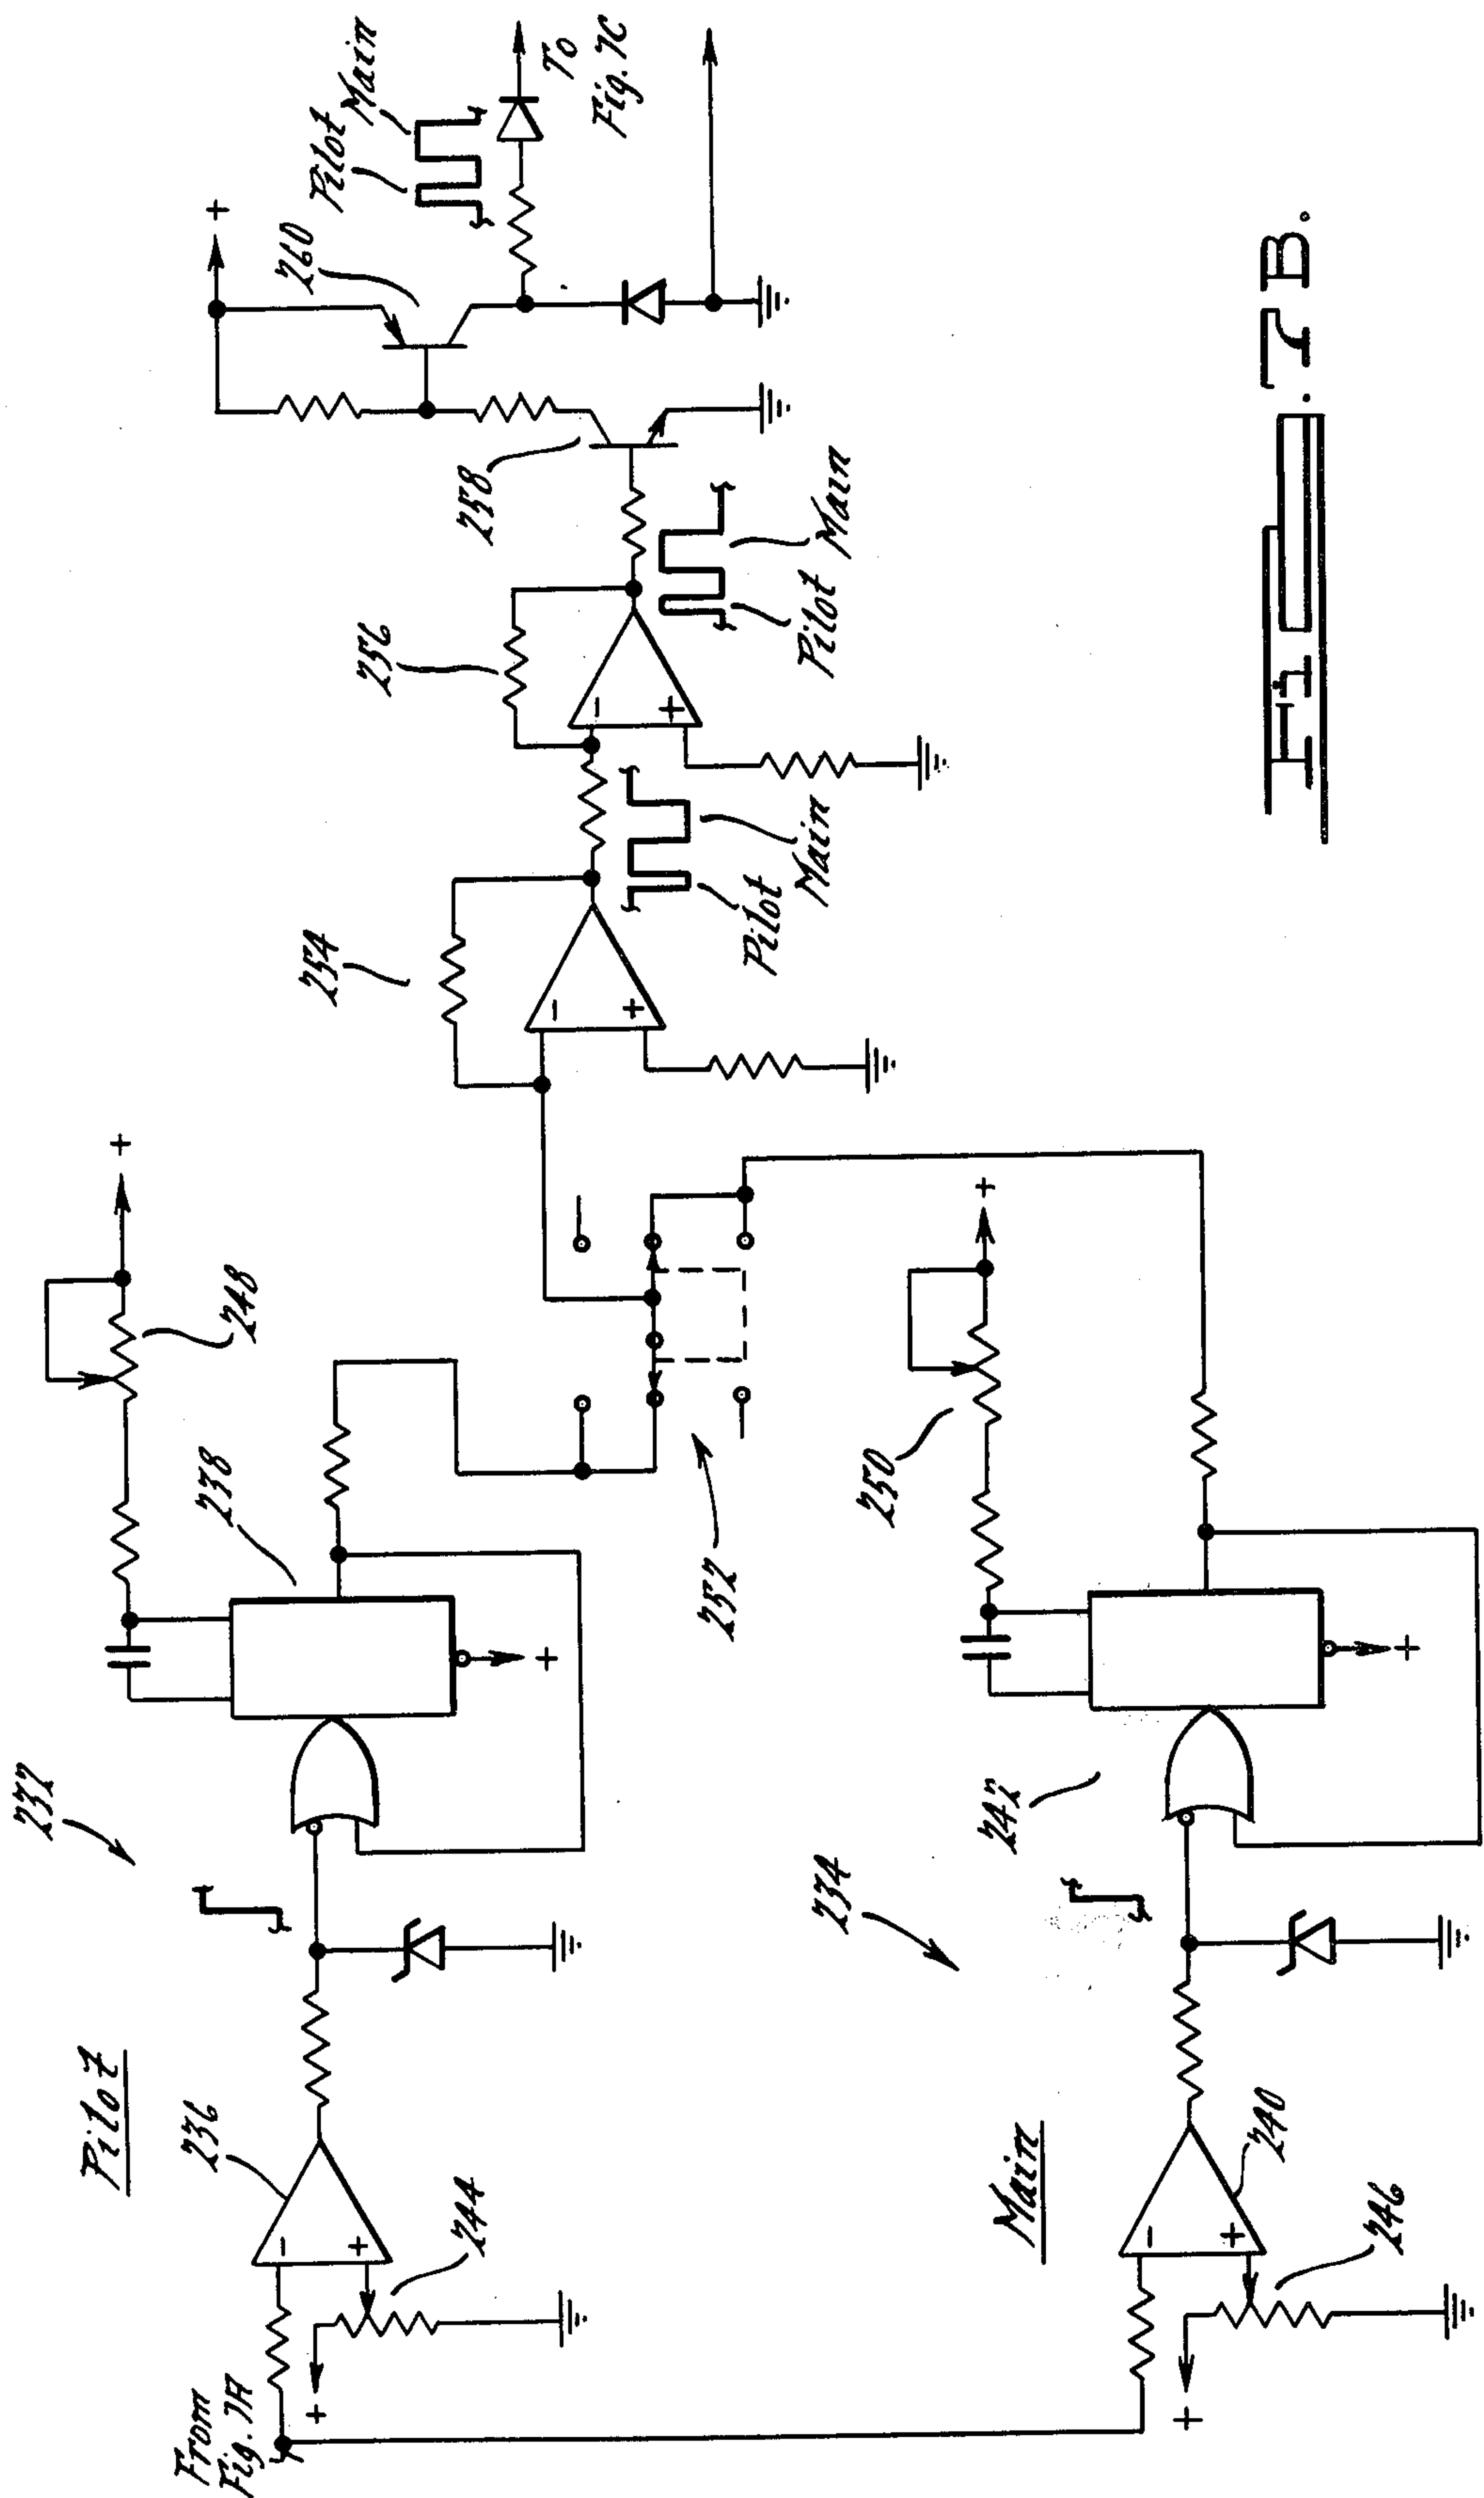 232
248
Pilot
Main
260
Pilot
238
254
256
236
258
To
Fig. 7C
From
Fig. 7A
244
Pilot
Main
Pilot
Main
252
234
250
Main
242
240
246
Fig. 7B.